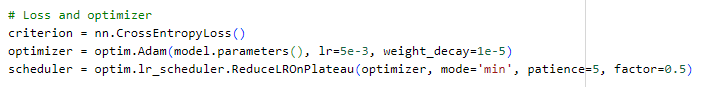 # Loss and optimizer
criterion = nn.CrossEntropyLoss()
optimizer = optim.Adam(model.parameters(), lr=5e-3, weight_decay=1e-5)
scheduler = optim.lr_scheduler.ReduceLROnPlateau(optimizer, mode='min', patience=5, factor=0.5)